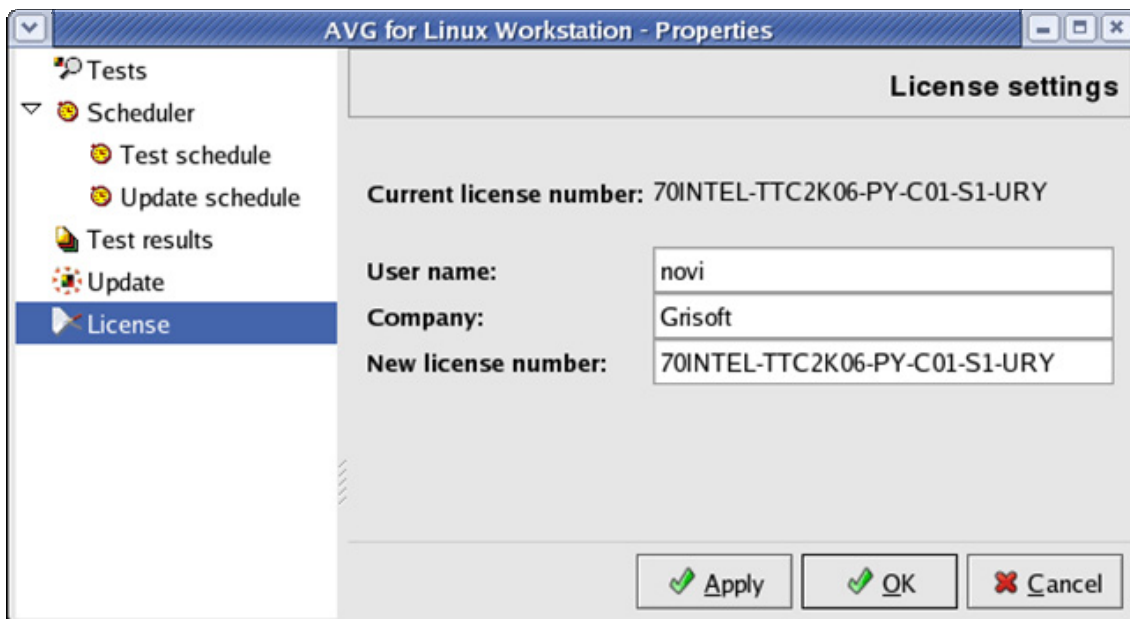 AVG for Linux Workstation - Properties
Tests
Scheduler
Test schedule
Update schedule
Test results
Update
License
License settings
Current license number: 70INTEL-TTC2K06-PY-C01-S1-URY
User name: novi
Company: Grisoft
New license number: 70INTEL-TTC2K06-PY-C01-S1-URY
Apply OK Cancel